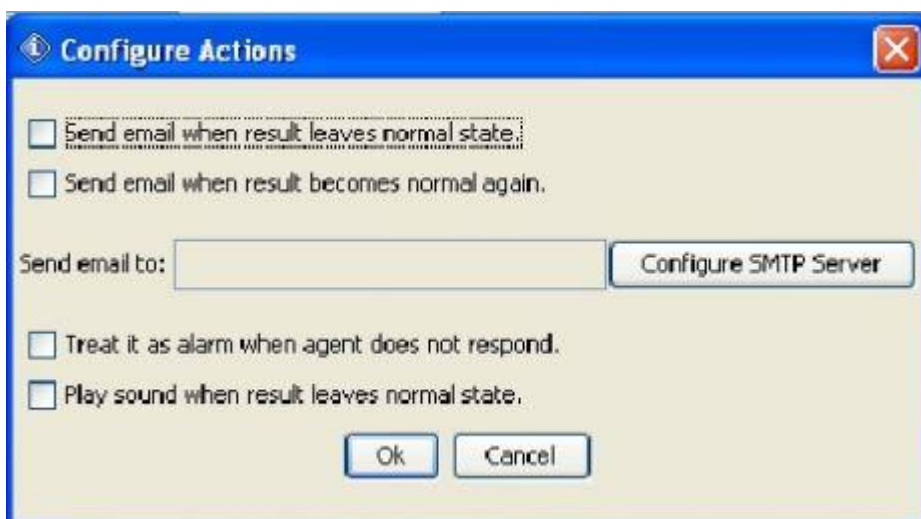 Configure Actions
Send email when result leaves normal state.
Send email when result becomes normal again.
Send email to: Configure SMTP Server
Treat it as alarm when agent does not respond.
Play sound when result leaves normal state.
Ok Cancel